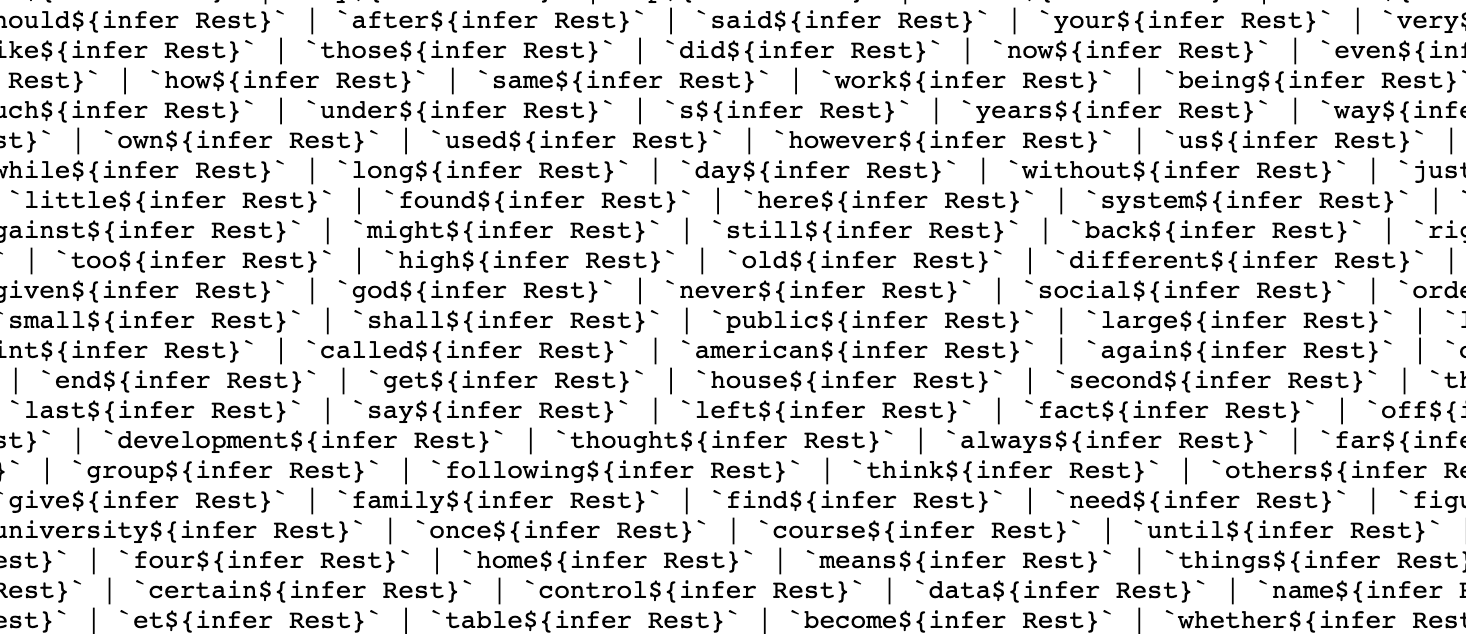 ould${infer Rest}` | `after${infer Rest}` | `said${infer Rest}` | `your${infer Rest}` | `very$
ike${infer Rest}` | `those${infer Rest}` | `did${infer Rest}` | `now${infer Rest}` | `even${inf
Rest}` | `how${infer Rest}` | `same${infer Rest}` | `work${infer Rest}` | `being${infer Rest}`
uch${infer Rest}` | `under${infer Rest}` | `s${infer Rest}` | `years${infer Rest}` | `way${infe
st}` | `own${infer Rest}` | `used${infer Rest}` | `however${infer Rest}` | `us${infer Rest}` |
while${infer Rest}` | `long${infer Rest}` | `day${infer Rest}` | `without${infer Rest}` | `just
`little${infer Rest}` | `found${infer Rest}` | `here${infer Rest}` | `system${infer Rest}` | `
gainst${infer Rest}` | `might${infer Rest}` | `still${infer Rest}` | `back${infer Rest}` | `rig
` | `too${infer Rest}` | `high${infer Rest}` | `old${infer Rest}` | `different${infer Rest}` |
given${infer Rest}` | `god${infer Rest}` | `never${infer Rest}` | `social${infer Rest}` | `orde
`small${infer Rest}` | `shall${infer Rest}` | `public${infer Rest}` | `large${infer Rest}` | `
int${infer Rest}` | `called${infer Rest}` | `american${infer Rest}` | `again${infer Rest}` | `
| `end${infer Rest}` | `get${infer Rest}` | `house${infer Rest}` | `second${infer Rest}` | `th
`last${infer Rest}` | `say${infer Rest}` | `left${infer Rest}` | `fact${infer Rest}` | `off${i
st}` | `development${infer Rest}` | `thought${infer Rest}` | `always${infer Rest}` | `far${infe
}` | `group${infer Rest}` | `following${infer Rest}` | `think${infer Rest}` | `others${infer Re
`give${infer Rest}` | `family${infer Rest}` | `find${infer Rest}` | `need${infer Rest}` | `figu
university${infer Rest}` | `once${infer Rest}` | `course${infer Rest}` | `until${infer Rest}` |
est}` | `four${infer Rest}` | `home${infer Rest}` | `means${infer Rest}` | `things${infer Rest}
Rest}` | `certain${infer Rest}` | `control${infer Rest}` | `data${infer Rest}` | `name${infer R
est}` | `et${infer Rest}` | `table${infer Rest}` | `become${infer Rest}` | `whether${infer Rest